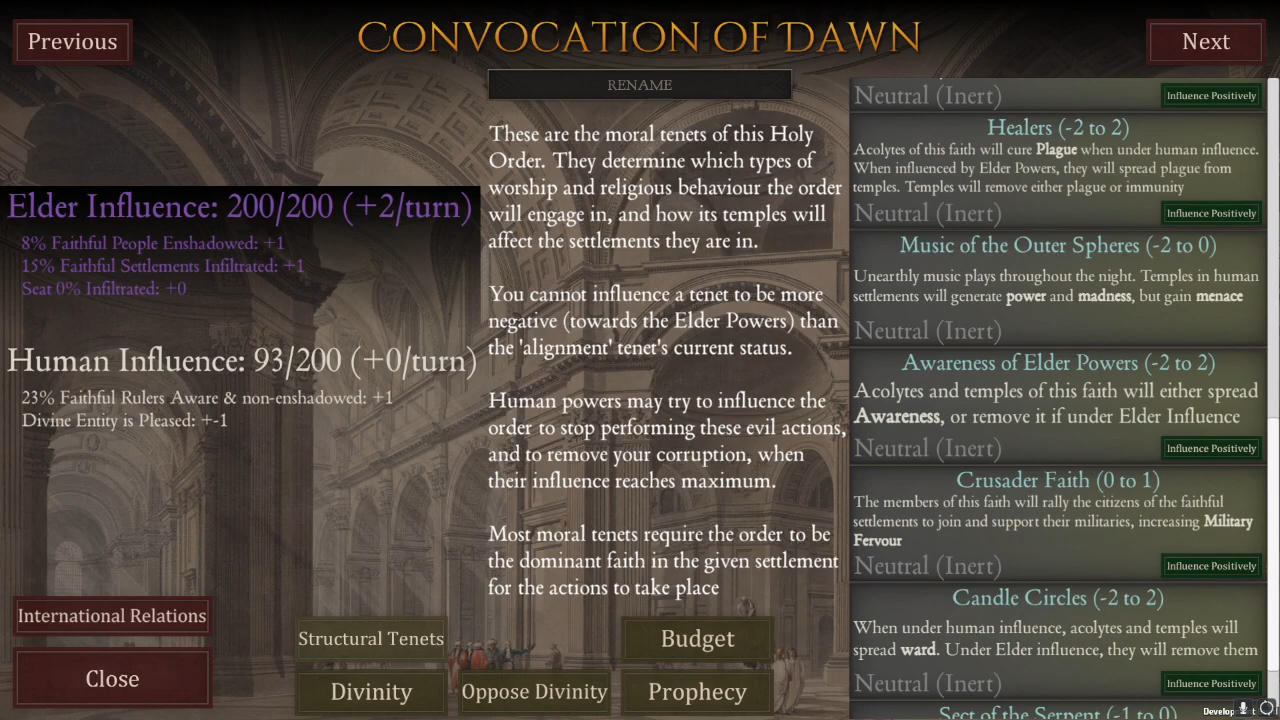 Previous
CONVOCATION OF DAWN
Next
RENAME
Elder Influence: 200/200 (+2/turn)
8% Faithful People Enshadowed: +1
15% Faithful Settlements Infiltrated: +1
Seat 0% Infiltrated: +0
Human Influence: 93/200 (+0/turn)
23% Faithful Rulers Aware & non-enshadowed: +1
Divine Entity is Pleased: +-1
International Relations
Close
These are the moral tenets of this Holy
Order. They determine which types of
worship and religious behaviour the order
will engage in, and how its temples will
affect the settlements they are in.
You cannot influence a tenet to be more
negative (towards the Elder Powers) than
the 'alignment' tenet's current status.
Human powers may try to influence the
order to stop performing these evil actions,
and to remove your corruption, when
their influence reaches maximum.
Most moral tenets require the order to be
the dominant faith in the given settlement
for the actions to take place
Structural Tenets
Budget
Divinity
Oppose Divinity
Prophecy
Neutral (Inert)
Influence Positively
Healers (-2 to 2)
Acolytes of this faith will cure Plague when under human influence.
When influenced by Elder Powers, they will spread plague from
temples. Temples will remove either plague or immunity
Neutral (Inert)
Influence Positively
Music of the Outer Spheres (-2 to 0)
Unearthly music plays throughout the night. Temples in human
settlements will generate power and madness, but gain menace
Neutral (Inert)
Awareness of Elder Powers (-2 to 2)
Acolytes and temples of this faith will either spread
Awareness, or remove it if under Elder Influence
Neutral (Inert)
Influence Positively
Crusader Faith (0 to 1)
The members of this faith will rally the citizens of the faithful
settlements to join and support their militaries, increasing Military
Fervour
Neutral (Inert)
Influence Positively
Candle Circles (-2 to 2)
When under human influence, acolytes and temples will
spread ward. Under Elder influence, they will remove them
Neutral (Inert)
Influence Positively
Sect of the Serpent (-1 to 0)